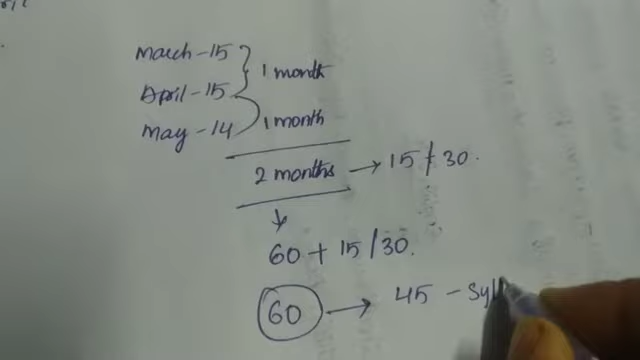 March - 15
1 month
April - 15
1 month
May - 14
2 months → 15/30.
60 + 15/30.
60 → 45 -